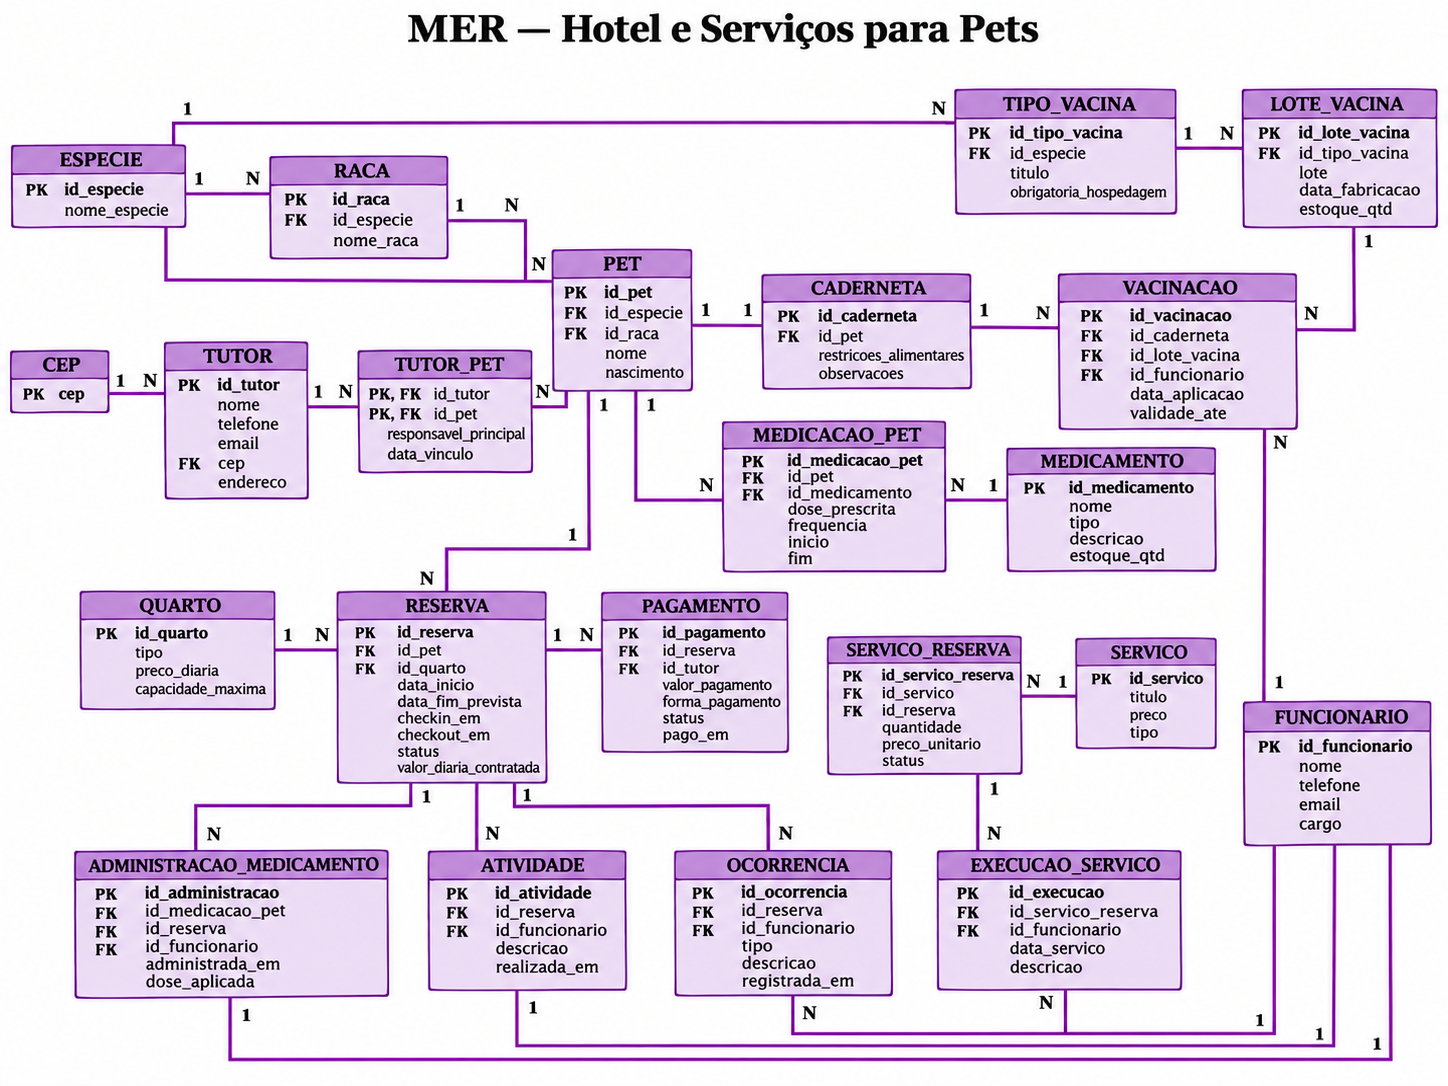 MER — Hotel e Serviços para Pets
1
N
TIPO_VACINA
PK id_tipo_vacina
FK id_especie
titulo
obrigatoria_hospedagem
1 N
LOTE_VACINA
PK id_lote_vacina
FK id_tipo_vacina
lote
data_fabricacao
estoque_qtd
1
ESPECIE
PK id_especie
nome_especie
1 N
RACA
PK id_raca
FK id_especie
nome_raca
1 N
N
PET
PK id_pet
FK id_especie
FK id_raca
nome
nascimento
1 1
CADERNETA
PK id_caderneta
FK id_pet
restricoes_alimentares
observacoes
1 N
VACINACAO
PK id_vacinacao
FK id_caderneta
FK id_lote_vacina
FK id_funcionario
data_aplicacao
validade_ate
N
N
CEP
PK cep
1 N
TUTOR
PK id_tutor
nome
telefone
email
FK cep
endereco
1 N
TUTOR_PET
PK, FK id_tutor
PK, FK id_pet
responsavel_principal
data_vinculo
N
1 1
N
MEDICACAO_PET
PK id_medicacao_pet
FK id_pet
FK id_medicamento
dose_prescrita
frequencia
inicio
fim
N 1
MEDICAMENTO
PK id_medicamento
nome
tipo
descricao
estoque_qtd
1
N
QUARTO
PK id_quarto
tipo
preco_diaria
capacidade_maxima
1 N
RESERVA
PK id_reserva
FK id_pet
FK id_quarto
data_inicio
data_fim_prevista
checkin_em
checkout_em
status
valor_diaria_contratada
1 N
PAGAMENTO
PK id_pagamento
FK id_reserva
FK id_tutor
valor_pagamento
forma_pagamento
status
pago_em
SERVICO_RESERVA
PK id_servico_reserva
FK id_servico
FK id_reserva
quantidade
preco_unitario
status
N 1
SERVICO
PK id_servico
titulo
preco
tipo
1
FUNCIONARIO
PK id_funcionario
nome
telefone
email
cargo
1 1 1
N N N N
ADMINISTRACAO_MEDICAMENTO
PK id_administracao
FK id_medicacao_pet
FK id_reserva
FK id_funcionario
administrada_em
dose_aplicada
ATIVIDADE
PK id_atividade
FK id_reserva
FK id_funcionario
descricao
realizada_em
OCORRENCIA
PK id_ocorrencia
FK id_reserva
FK id_funcionario
tipo
descricao
registrada_em
EXECUCAO_SERVICO
PK id_execucao
FK id_servico_reserva
FK id_funcionario
data_servico
descricao
1 1 N N
1 1 1